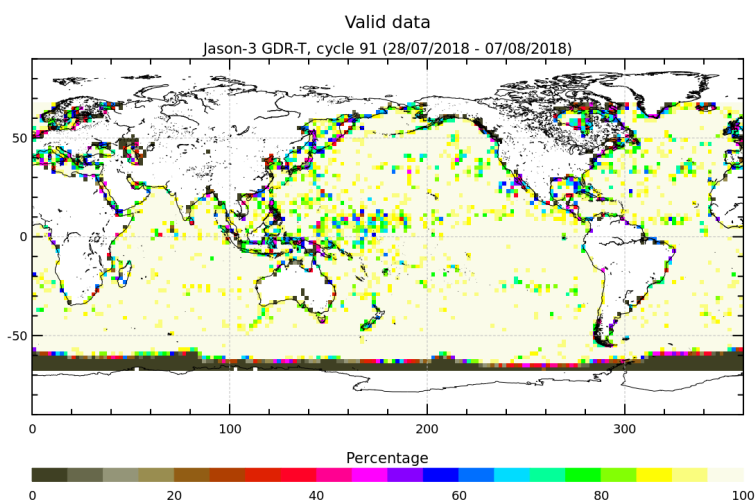 Valid data
Jason-3 GDR-T, cycle 91 (28/07/2018 - 07/08/2018)
50
0
-50
0 100 200 300
Percentage
0 20 40 60 80 100